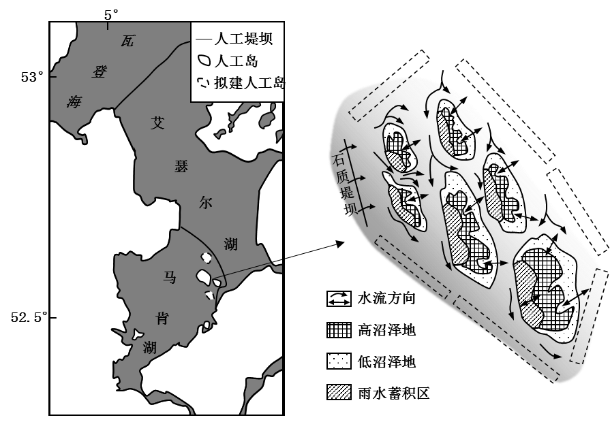 5°
53°
52.5°
瓦
登
海
艾
瑟
尔
湖
马
肯
湖
人工堤坝
人工岛
拟建人工岛
石质堤坝
水流方向
高沼泽地
低沼泽地
雨水蓄积区